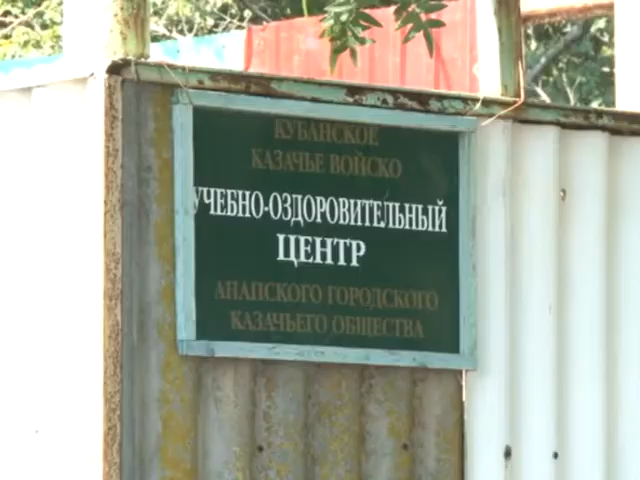 КУБАНСКОЕ
КАЗАЧЬЕ ВОЙСКО
УЧЕБНО-ОЗДОРОВИТЕЛЬНЫЙ
ЦЕНТР
АНАПСКОГО ГОРОДСКОГО
КАЗАЧЬЕГО ОБЩЕСТВА